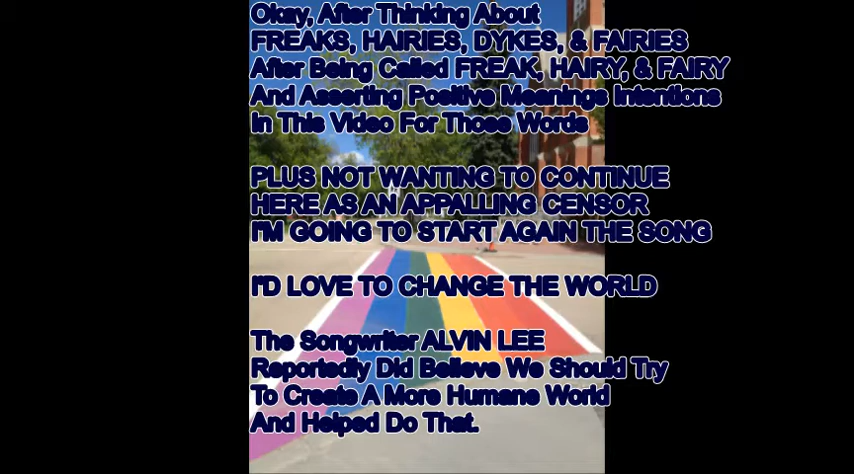 Okay, After Thinking About
FREAKS, HAIRIES, DYKES, & FAIRIES
After Being Called FREAK, HAIRY, & FAIRY
And Asserting Positive Meanings Intentions
In This Video For Those Words
PLUS NOT WANTING TO CONTINUE
HERE AS AN APPALLING CENSOR
I'M GOING TO START AGAIN THE SONG
I'D LOVE TO CHANGE THE WORLD
The Songwriter ALVIN LEE
Reportedly Did Believe We Should Try
To Create A More Humane World
And Helped Do That.